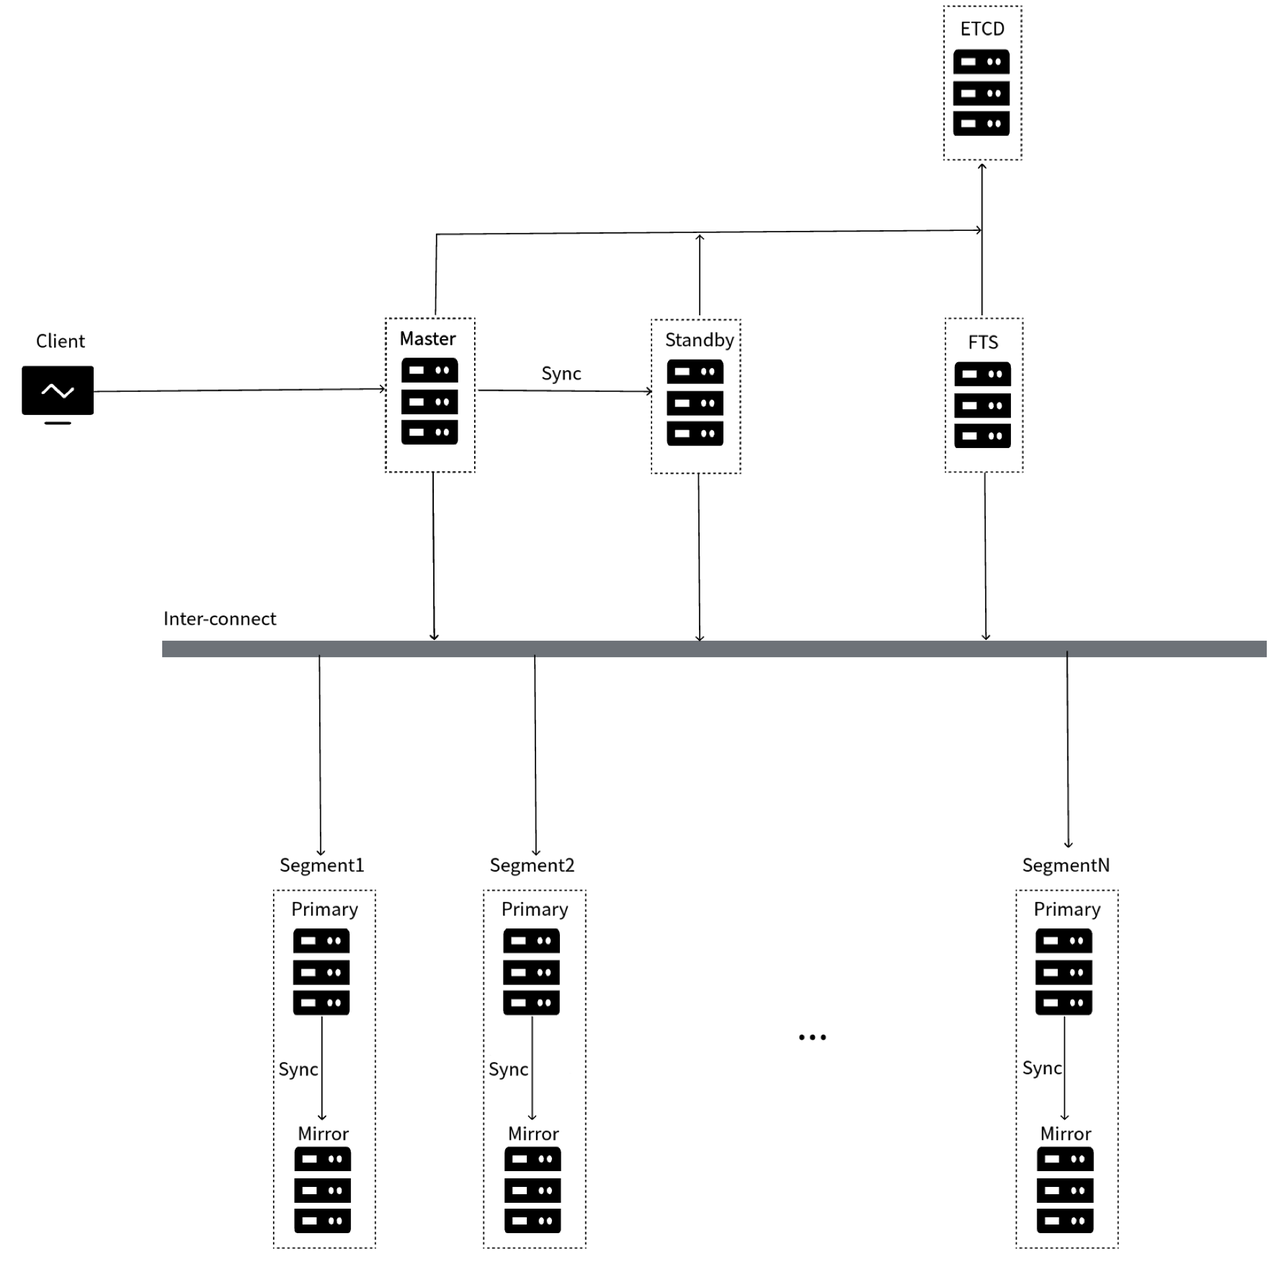 ETCD
Client
Master
Sync
Standby
FTS
Inter-connect
Segment1
Segment2
SegmentN
Primary
Primary
Primary
...
Sync
Sync
Sync
Mirror
Mirror
Mirror